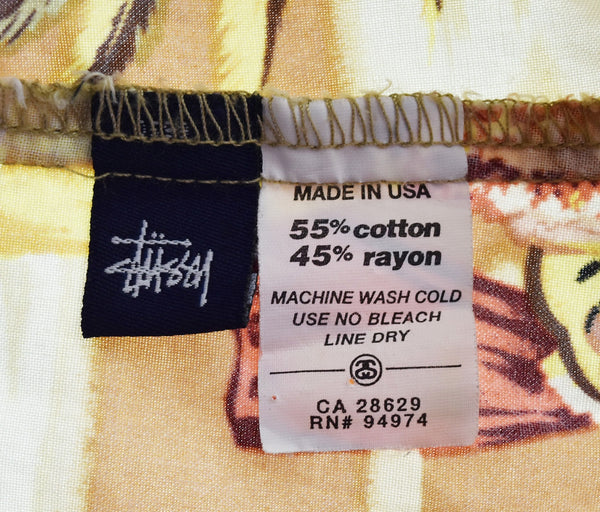 stüssy
MADE IN USA
55% cotton
45% rayon
MACHINE WASH COLD
USE NO BLEACH
LINE DRY
CA 28629
RN# 94974